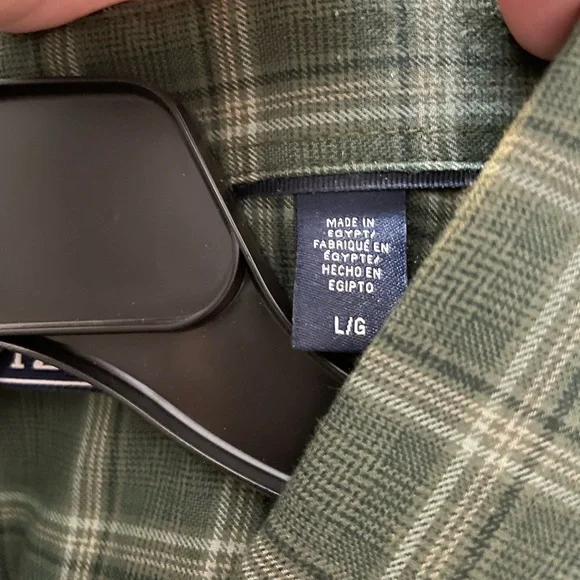 MADE IN
EGYPT/
FABRIQUÉ EN
ÉGYPTE/
HECHO EN
EGIPTO
L/G